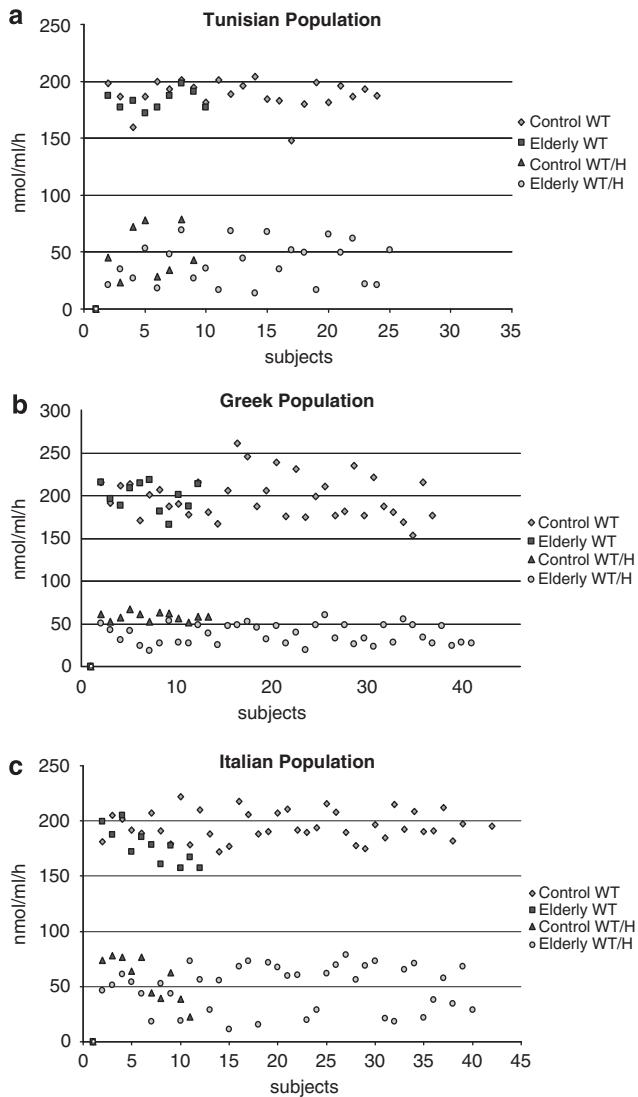 a
Tunisian Population
250
200
150
100
50
0
nmol/ml/h
0 5 10 15 20 25 30 35
subjects
Control WT
Elderly WT
Control WT/H
Elderly WT/H
b
Greek Population
300
250
200
150
100
50
0
nmol/ml/h
0 10 20 30 40
subjects
Control WT
Elderly WT
Control WT/H
Elderly WT/H
c
Italian Population
250
200
150
100
50
0
nmol/ml/h
0 5 10 15 20 25 30 35 40 45
subjects
Control WT
Elderly WT
Control WT/H
Elderly WT/H